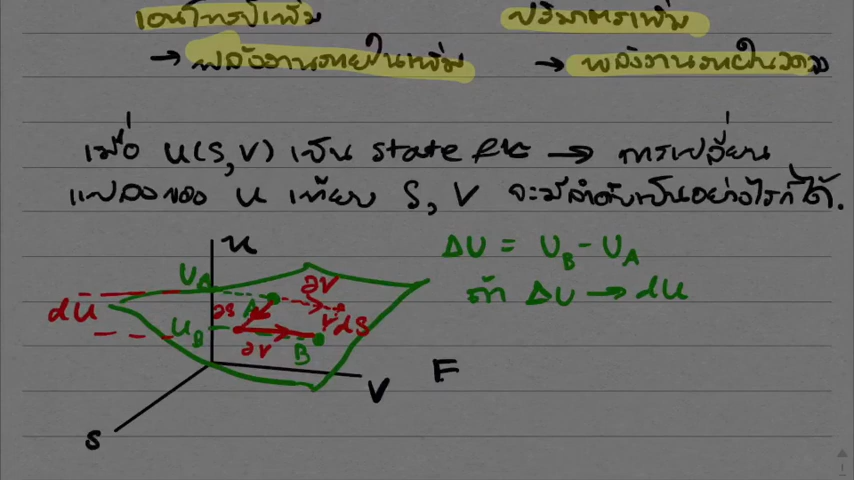 เอนโทรปีเพิ่ม ปริมาตรเพิ่ม
→ พลังงานภายในเพิ่ม → พลังงานภายในลดลง
เมื่อ U(S,V) เป็น state fnc → การเปลี่ยน
แปลงของ U เทียบ S, V จะมีลำดับเป็นอย่างไรก็ได้.
U
ΔU = U_B - U_A
U_A
ถ้า ΔU → dU
∂V
dU
∂S
A
∂S
U_B
∂V
B
F
V
S